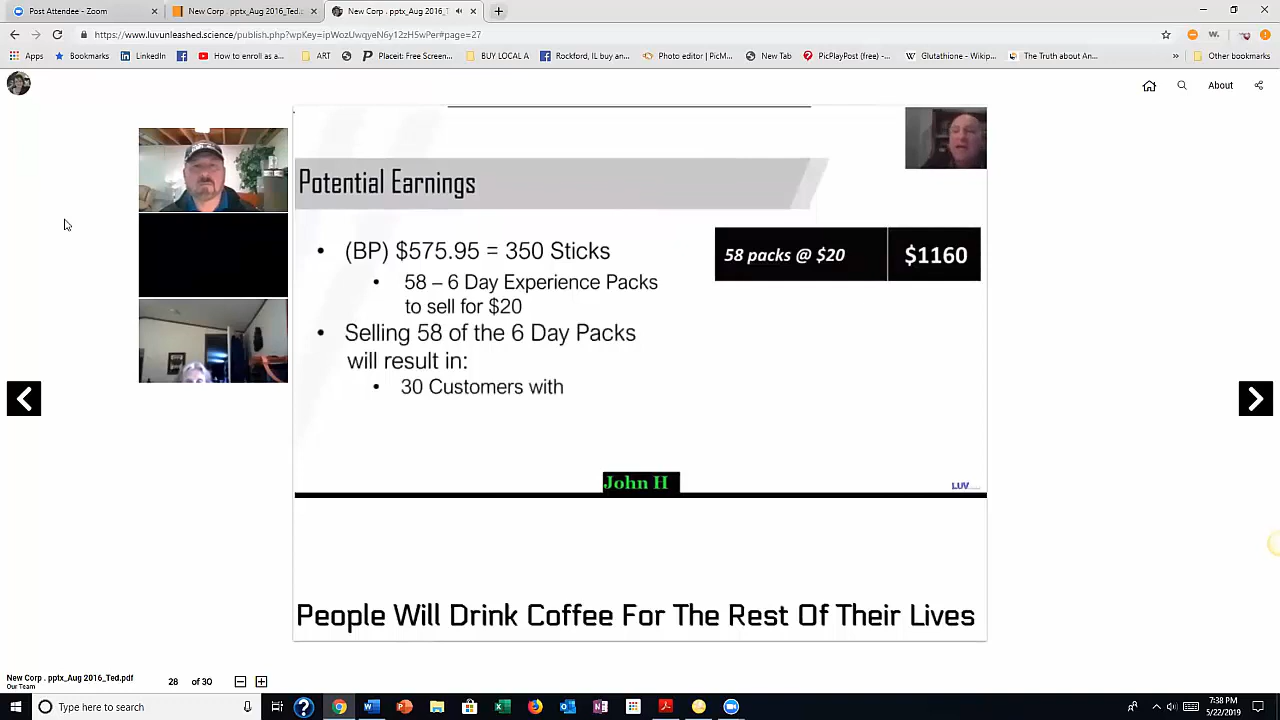 Post Attendee - Zoom
New Corp . pptx_Aug 2016_Ted.
New Corp . pptx_Aug 2016_T
https://www.luvunleashed.science/publish.php?wpKey=ipWozUwqyeN6y12zH5wPer#page=27
Apps
Bookmarks
LinkedIn
How to enroll as a...
ART
Placeit: Free Screen...
BUY LOCAL A
Rockford, IL buy an...
Photo editor | PicM...
New Tab
PicPlayPost (free) -...
Glutathione - Wikip...
The Truth about An...
»
Other bookmarks
About
Potential Earnings
• (BP) $575.95 = 350 Sticks
• 58 – 6 Day Experience Packs
to sell for $20
• Selling 58 of the 6 Day Packs
will result in:
• 30 Customers with
58 packs @ $20
$1160
John H
LUV
People Will Drink Coffee For The Rest Of Their Lives
New Corp . pptx_Aug 2016_Ted.pdf
Our Team
28 of 30
Type here to search
7:38 PM
5/22/2019